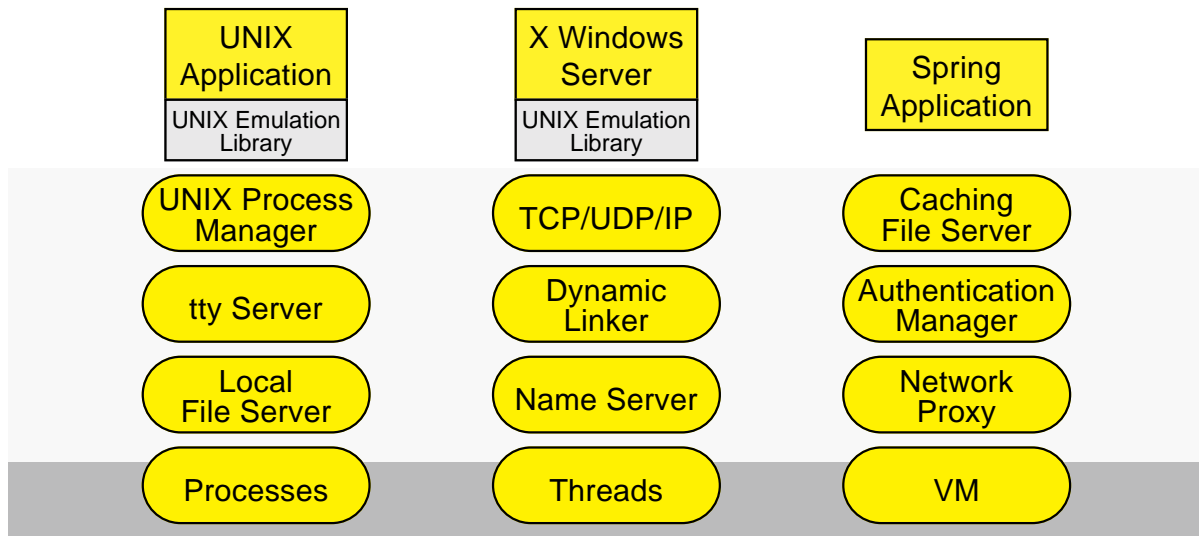 UNIX
Application
UNIX Emulation
Library
X Windows
Server
UNIX Emulation
Library
Spring
Application
UNIX Process
Manager
TCP/UDP/IP
Caching
File Server
tty Server
Dynamic
Linker
Authentication
Manager
Local
File Server
Name Server
Network
Proxy
Processes
Threads
VM